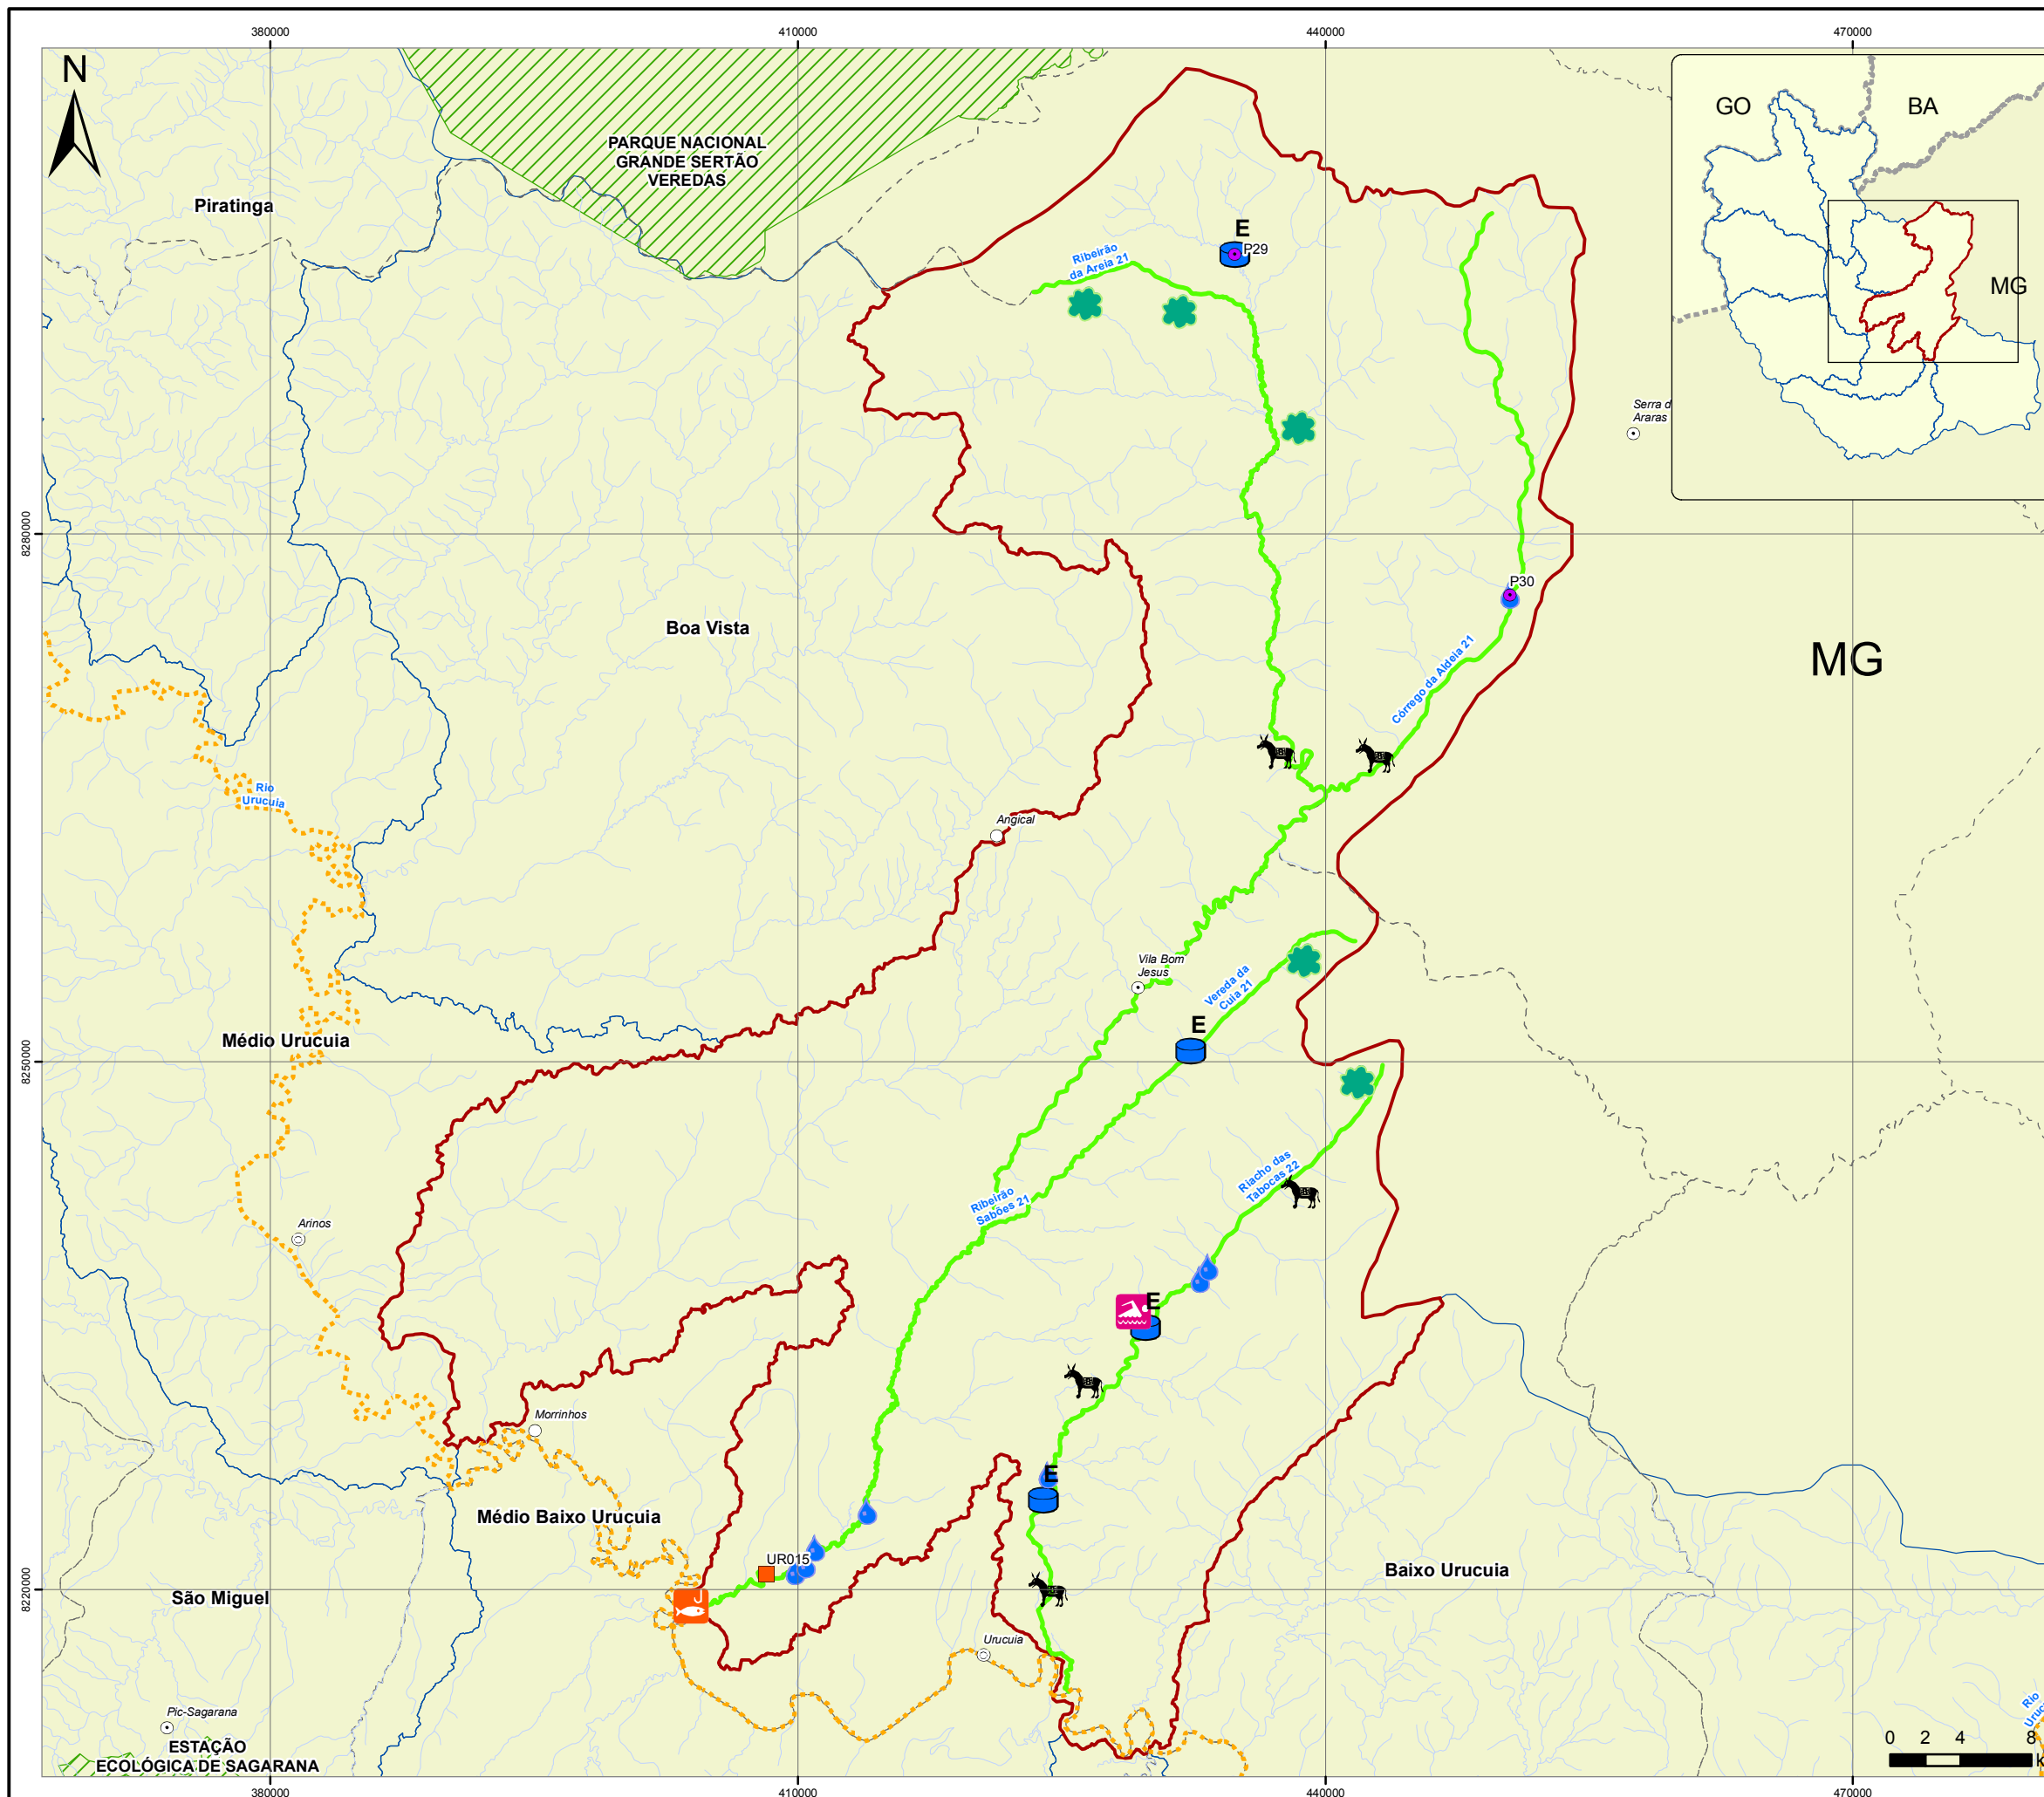 380000
410000
440000
470000
N
GO
BA
MG
PARQUE NACIONAL
GRANDE SERTÃO
VEREDAS
Piratinga
E
P29
Ribeirão
da Areia 21
Serra d
Araras
8280000
P30
Boa Vista
MG
Córrego da Aldeia 21
Rio
Urucuia
Angical
Vila Bom
Jesus
Vereda da
Cuia 21
E
Médio Urucuia
8250000
Riacho das
Tabocas 22
Ribeirão
Sabões 21
Arinos
E
Morrinhos
E
Médio Baixo Urucuia
UR015
Baixo Urucuia
8220000
São Miguel
Urucuia
Pic-Sagarana
Rio
Uruc
ESTAÇÃO
ECOLÓGICA DE SAGARANA
0 2 4 8
k
380000
410000
440000
470000